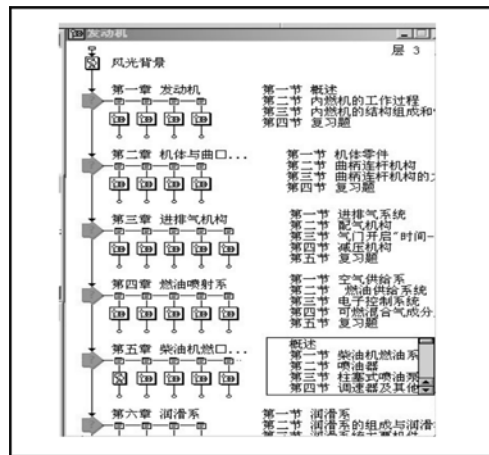 发动机
层 3
风光背景
第一章 发动机
第一节 概述
第二节 内燃机的工作过程
第三节 内燃机的结构组成和
第四节 复习题
第二章 机体与曲口...
第一节 机体零件
第二节 曲柄连杆机构
第三节 曲柄连杆机构的
第四节 复习题
第三章 进排气机构
第一节 进排气系统
第二节 配气机构
第三节 气门开启"时间-
第四节 减压机构
第五节 复习题
第四章 燃油喷射系
第一节 空气供给系
第二节 燃油供给系统
第三节 电子控制系统
第四节 可燃混合气成分
第五节 复习题
第五章 柴油机燃口...
概述
第一节 柴油机燃油系
第二节 喷油器
第三节 柱塞式喷油泵
第四节 调速器及其他
第六章 润滑系
第一节 润滑系
第二节 润滑系的组成与润滑
第三节 润滑系统主要机件